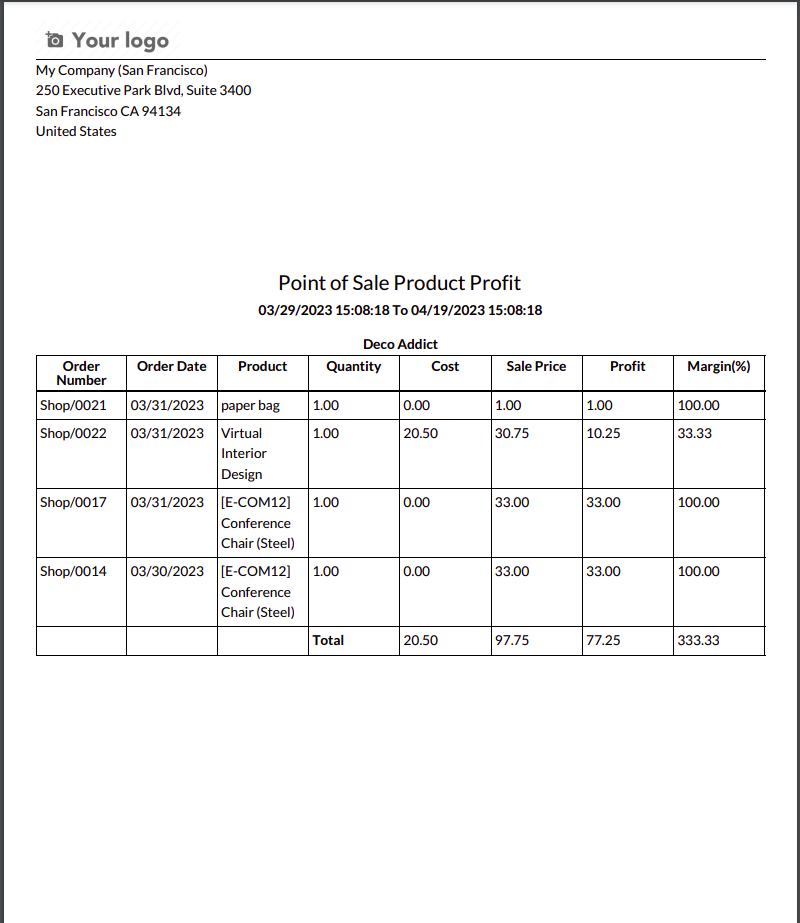 Your logo
My Company (San Francisco)
250 Executive Park Blvd, Suite 3400
San Francisco CA 94134
United States
Point of Sale Product Profit
03/29/2023 15:08:18 To 04/19/2023 15:08:18
Deco Addict
Order Number Order Date Product Quantity Cost Sale Price Profit Margin(%)
Shop/0021 03/31/2023 paper bag 1.00 0.00 1.00 1.00 100.00
Shop/0022 03/31/2023 Virtual 1.00 20.50 30.75 10.25 33.33
Interior
Design
Shop/0017 03/31/2023 [E-COM12] 1.00 0.00 33.00 33.00 100.00
Conference
Chair (Steel)
Shop/0014 03/30/2023 [E-COM12] 1.00 0.00 33.00 33.00 100.00
Conference
Chair (Steel)
Total 20.50 97.75 77.25 333.33